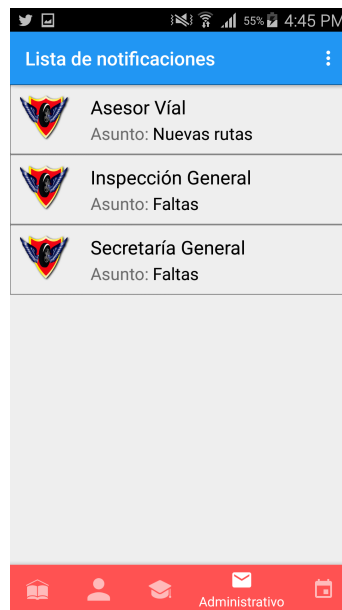 55% 4:45 PM
Lista de notificaciones
Asesor Víal
Asunto: Nuevas rutas
Inspección General
Asunto: Faltas
Secretaría General
Asunto: Faltas
Administrativo